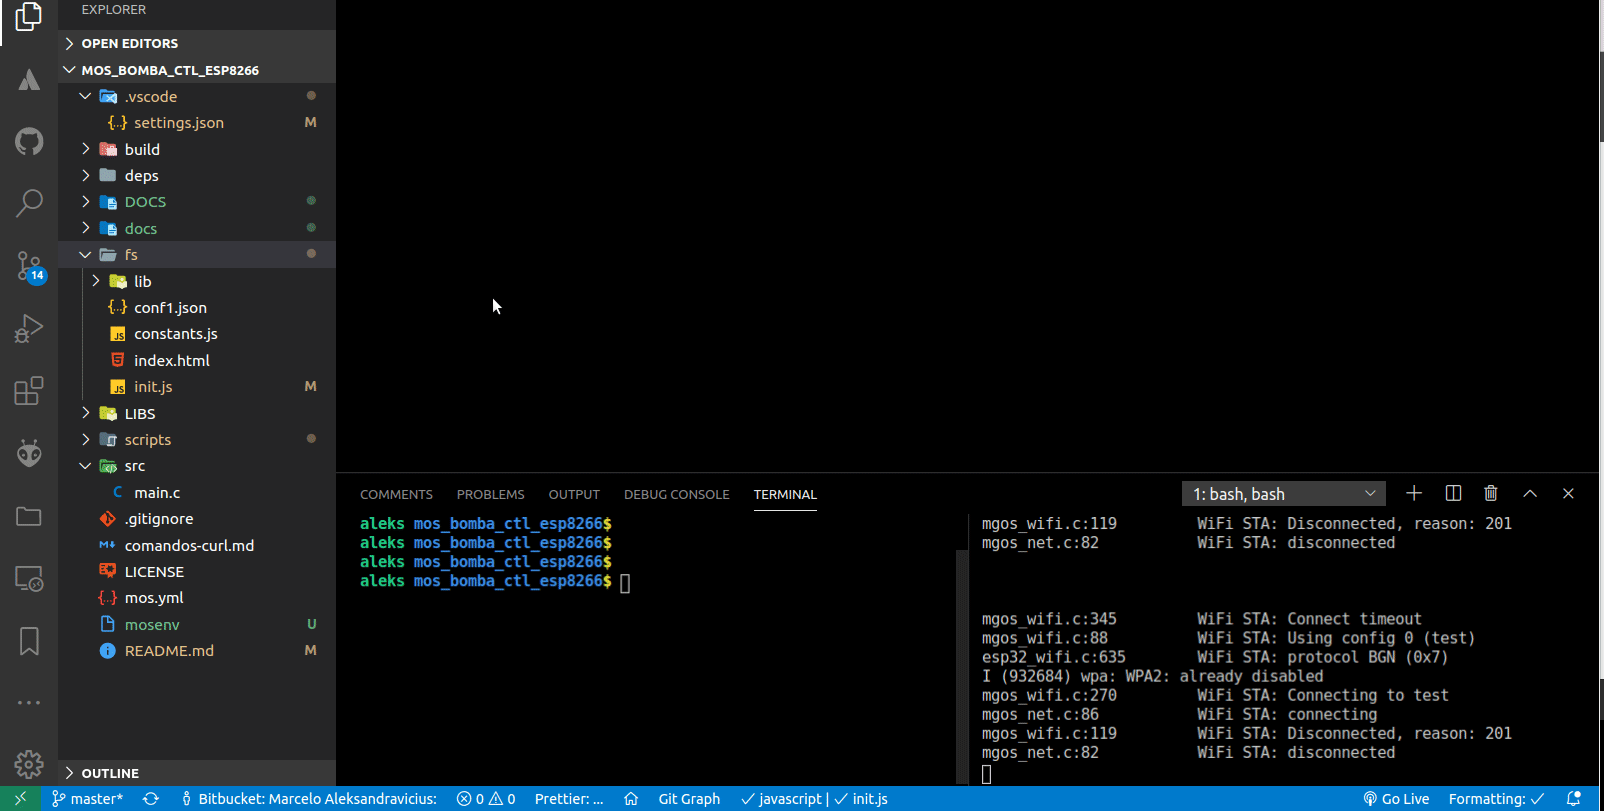 EXPLORER
OPEN EDITORS
MOS_BOMBA_CTL_ESP8266
.vscode
settings.json M
build
deps
DOCS
docs
fs
lib
conf1.json
constants.js
index.html
init.js M
LIBS
scripts
src
main.c
.gitignore
comandos-curl.md
LICENSE
mos.yml
mosenv U
README.md M
OUTLINE
14
COMMENTS PROBLEMS OUTPUT DEBUG CONSOLE TERMINAL
1: bash, bash
aleks mos_bomba_ctl_esp8266$
aleks mos_bomba_ctl_esp8266$
aleks mos_bomba_ctl_esp8266$
aleks mos_bomba_ctl_esp8266$
mgos_wifi.c:119 WiFi STA: Disconnected, reason: 201
mgos_net.c:82 WiFi STA: disconnected
mgos_wifi.c:345 WiFi STA: Connect timeout
mgos_wifi.c:88 WiFi STA: Using config 0 (test)
esp32_wifi.c:635 WiFi STA: protocol BGN (0x7)
I (932684) wpa: WPA2: already disabled
mgos_wifi.c:270 WiFi STA: Connecting to test
mgos_net.c:86 WiFi STA: connecting
mgos_wifi.c:119 WiFi STA: Disconnected, reason: 201
mgos_net.c:82 WiFi STA: disconnected
master* Bitbucket: Marcelo Aleksandravicius: 0 0 Prettier: ... Git Graph javascript | init.js Go Live Formatting: